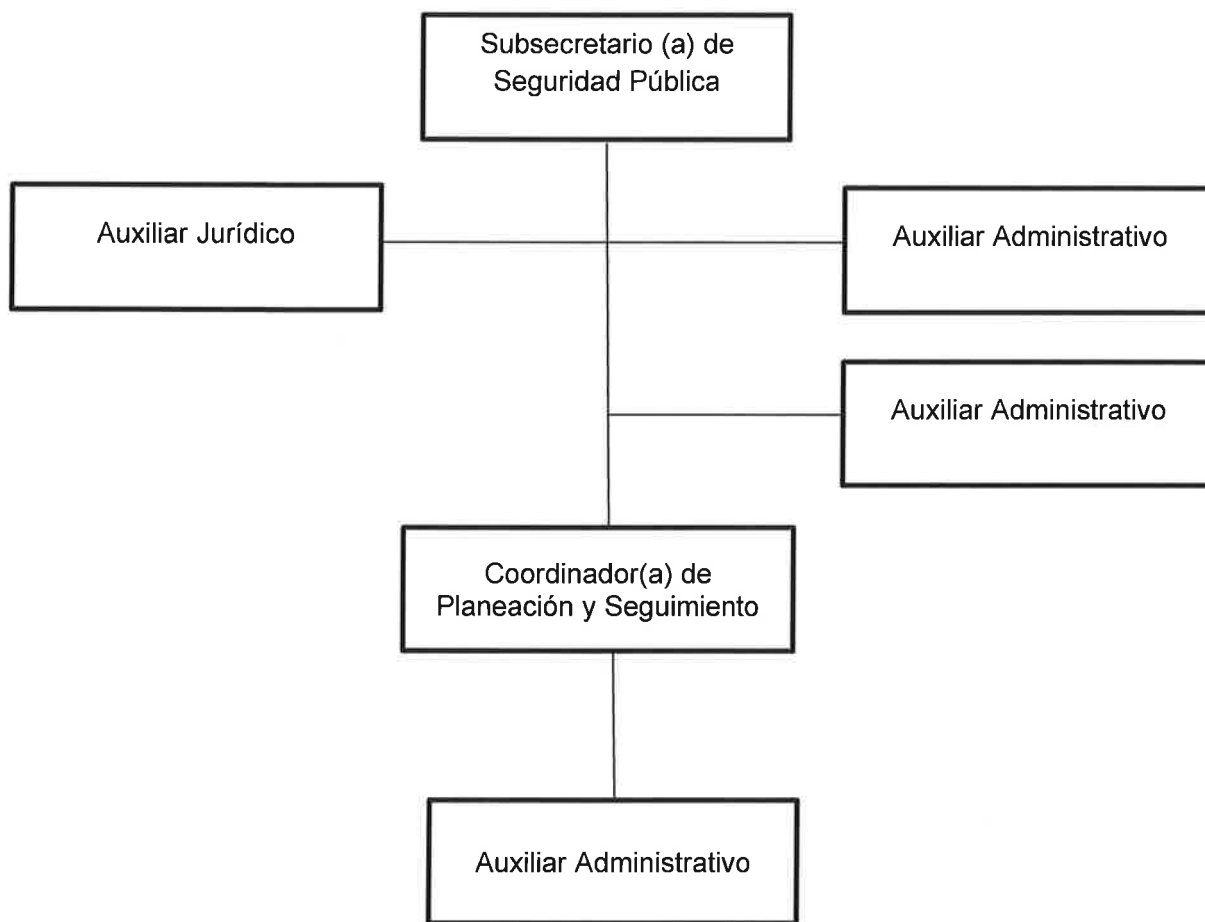 Subsecretario (a) de
Seguridad Pública
Auxiliar Jurídico
Auxiliar Administrativo
Auxiliar Administrativo
Coordinador(a) de
Planeación y Seguimiento
Auxiliar Administrativo